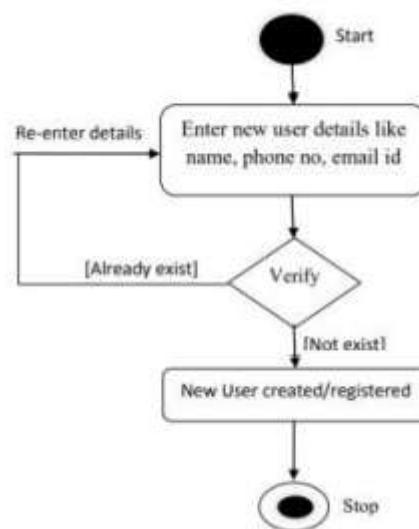 Start
Enter new user details like
name, phone no, email id
Re-enter details
Verify
[Already exist]
[Not exist]
New User created/registered
Stop